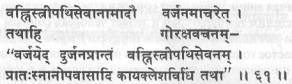 वह्निस्त्रीपथिसेवानामादौ वर्जनमाचरेत् ।
तथाहि गोरक्षवचनम्—
“वर्जयेद् दुर्जनप्रान्तं वह्निस्त्रीपथिसेवनम् ।
प्रातःस्नानोपवासादि कायक्लेशविधिं तथा” ॥ ६१ ॥